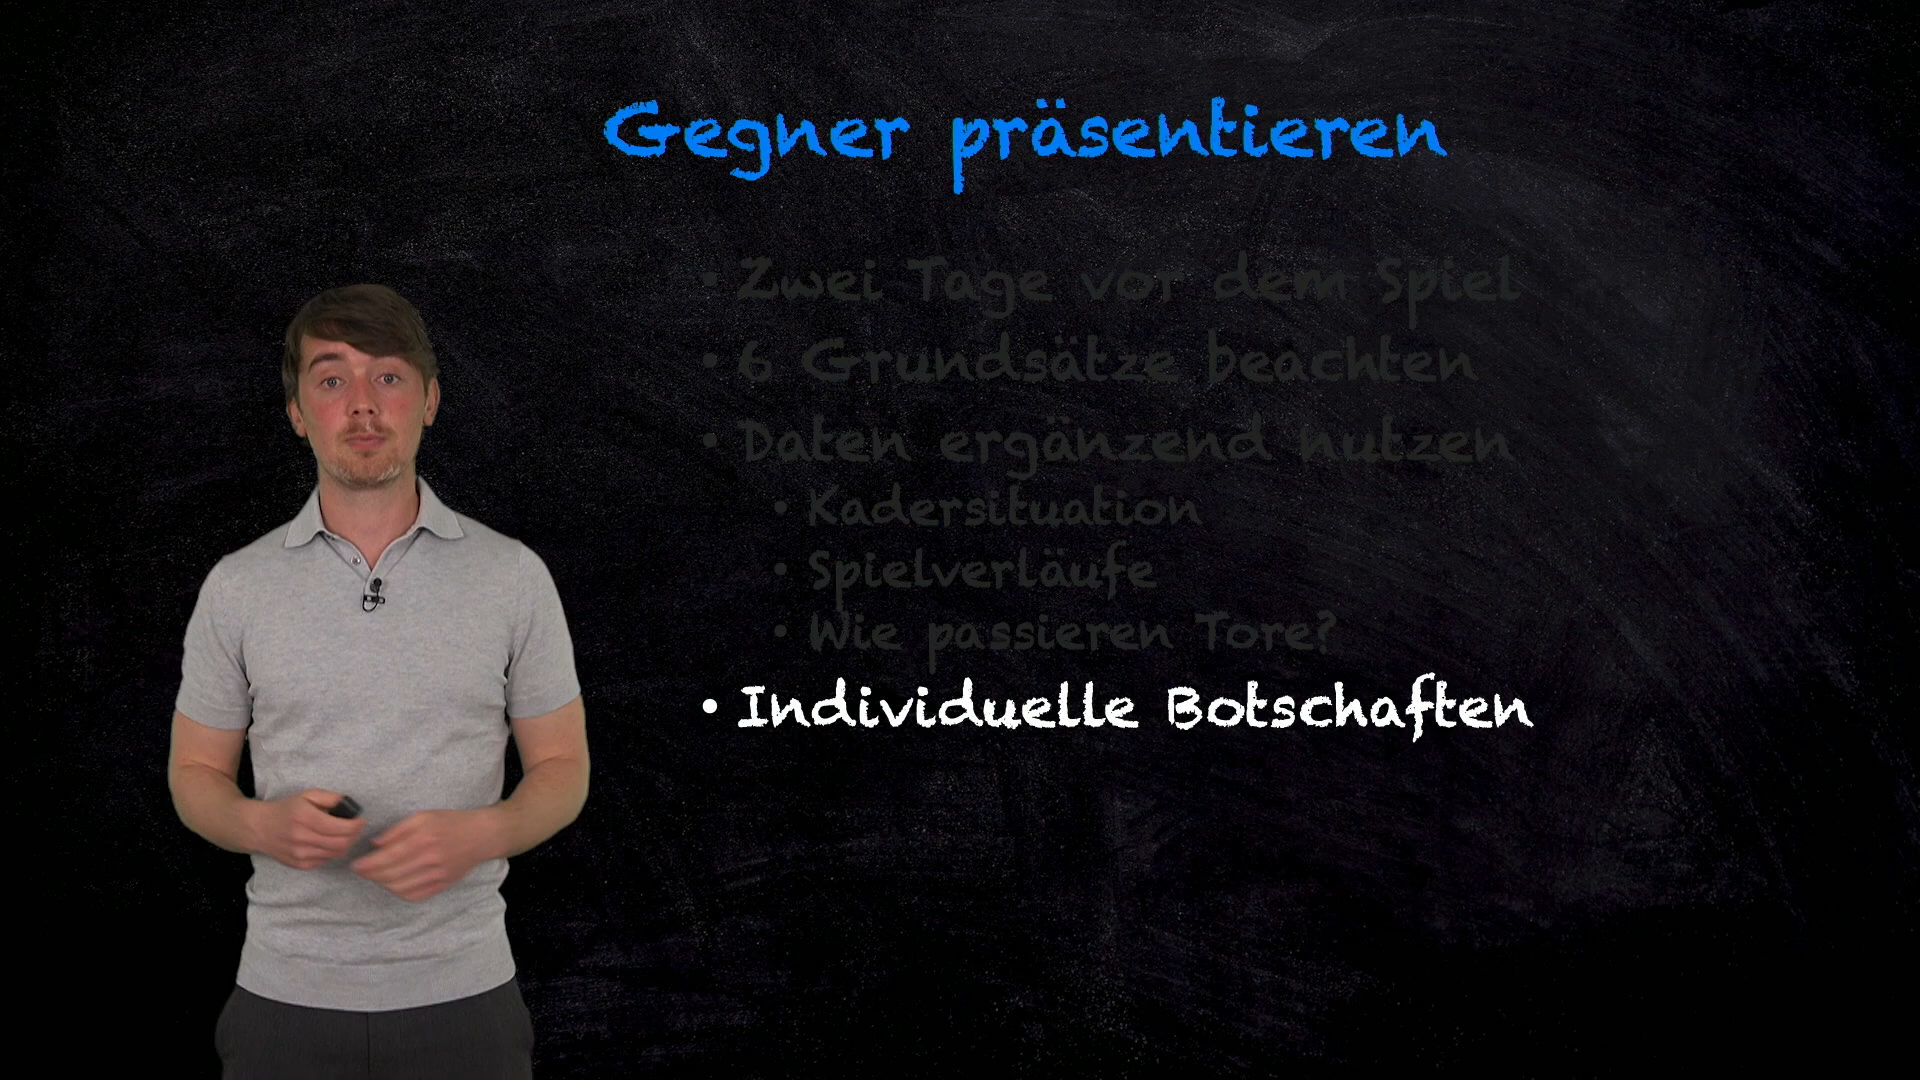 Gegner präsentieren
• Zwei Tage vor dem Spiel
• 6 Grundsätze beachten
• Daten ergänzend nutzen
• Kadersituation
• Spielverläufe
• Wie passieren Tore?
• Individuelle Botschaften